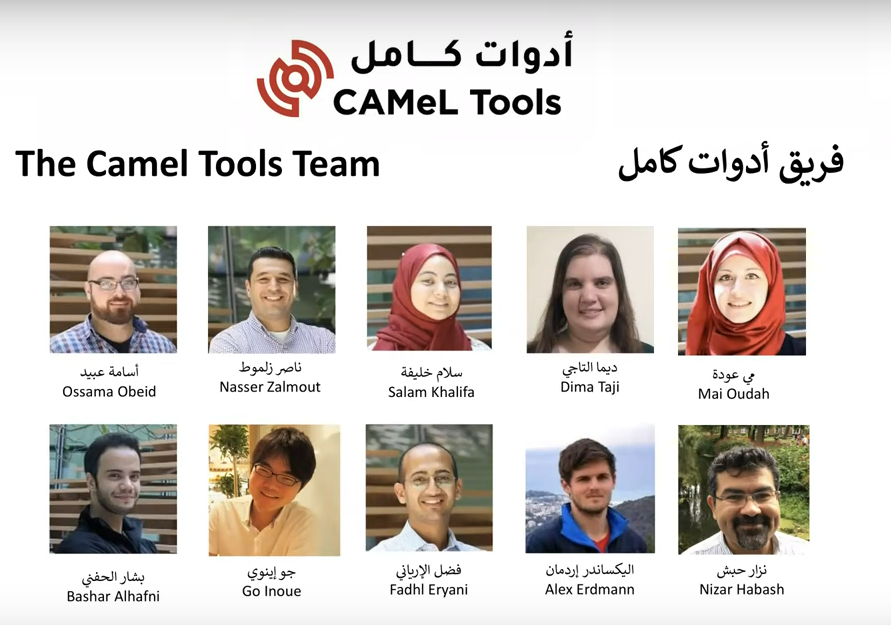 أدوات كـــامل
CAMeL Tools
The Camel Tools Team
فريق أدوات كامل
أسامة عبيد
Ossama Obeid
ناصر زلموط
Nasser Zalmout
سلام خليفة
Salam Khalifa
ديما التاجي
Dima Taji
مي عودة
Mai Oudah
بشار الحفني
Bashar Alhafni
جو إينوي
Go Inoue
فضل الإرياني
Fadhl Eryani
اليكساندر إردمان
Alex Erdmann
نزار حبش
Nizar Habash